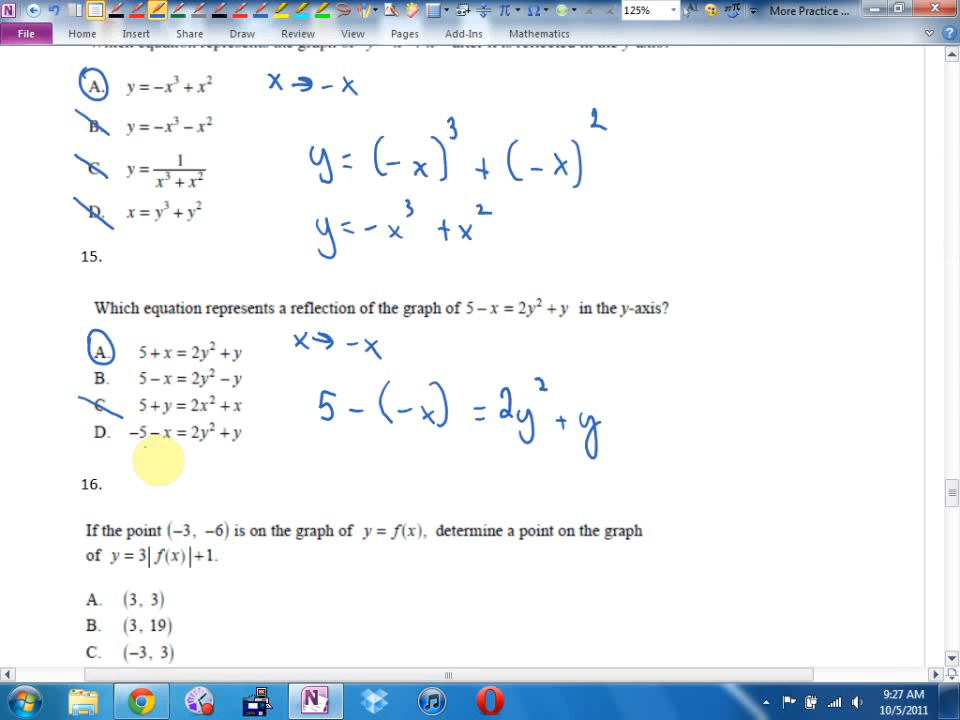 125%
More Practice ...
File Home Insert Share Draw Review View Pages Add-Ins Mathematics
A. y = −x³ + x²
x → −x
B. y = −x³ − x²
y = (−x)³ + (−x)²
C. y = 1/(x³ + x²)
D. x = y³ + y²
y = −x³ + x²
15.
Which equation represents a reflection of the graph of 5 − x = 2y² + y in the y-axis?
x → −x
A. 5 + x = 2y² + y
B. 5 − x = 2y² − y
5 − (−x) = 2y² + y
C. 5 + y = 2x² + x
D. −5 − x = 2y² + y
16.
If the point (−3, −6) is on the graph of y = f(x), determine a point on the graph
of y = 3|f(x)| + 1.
A. (3, 3)
B. (3, 19)
C. (−3, 3)
9:27 AM
10/5/2011